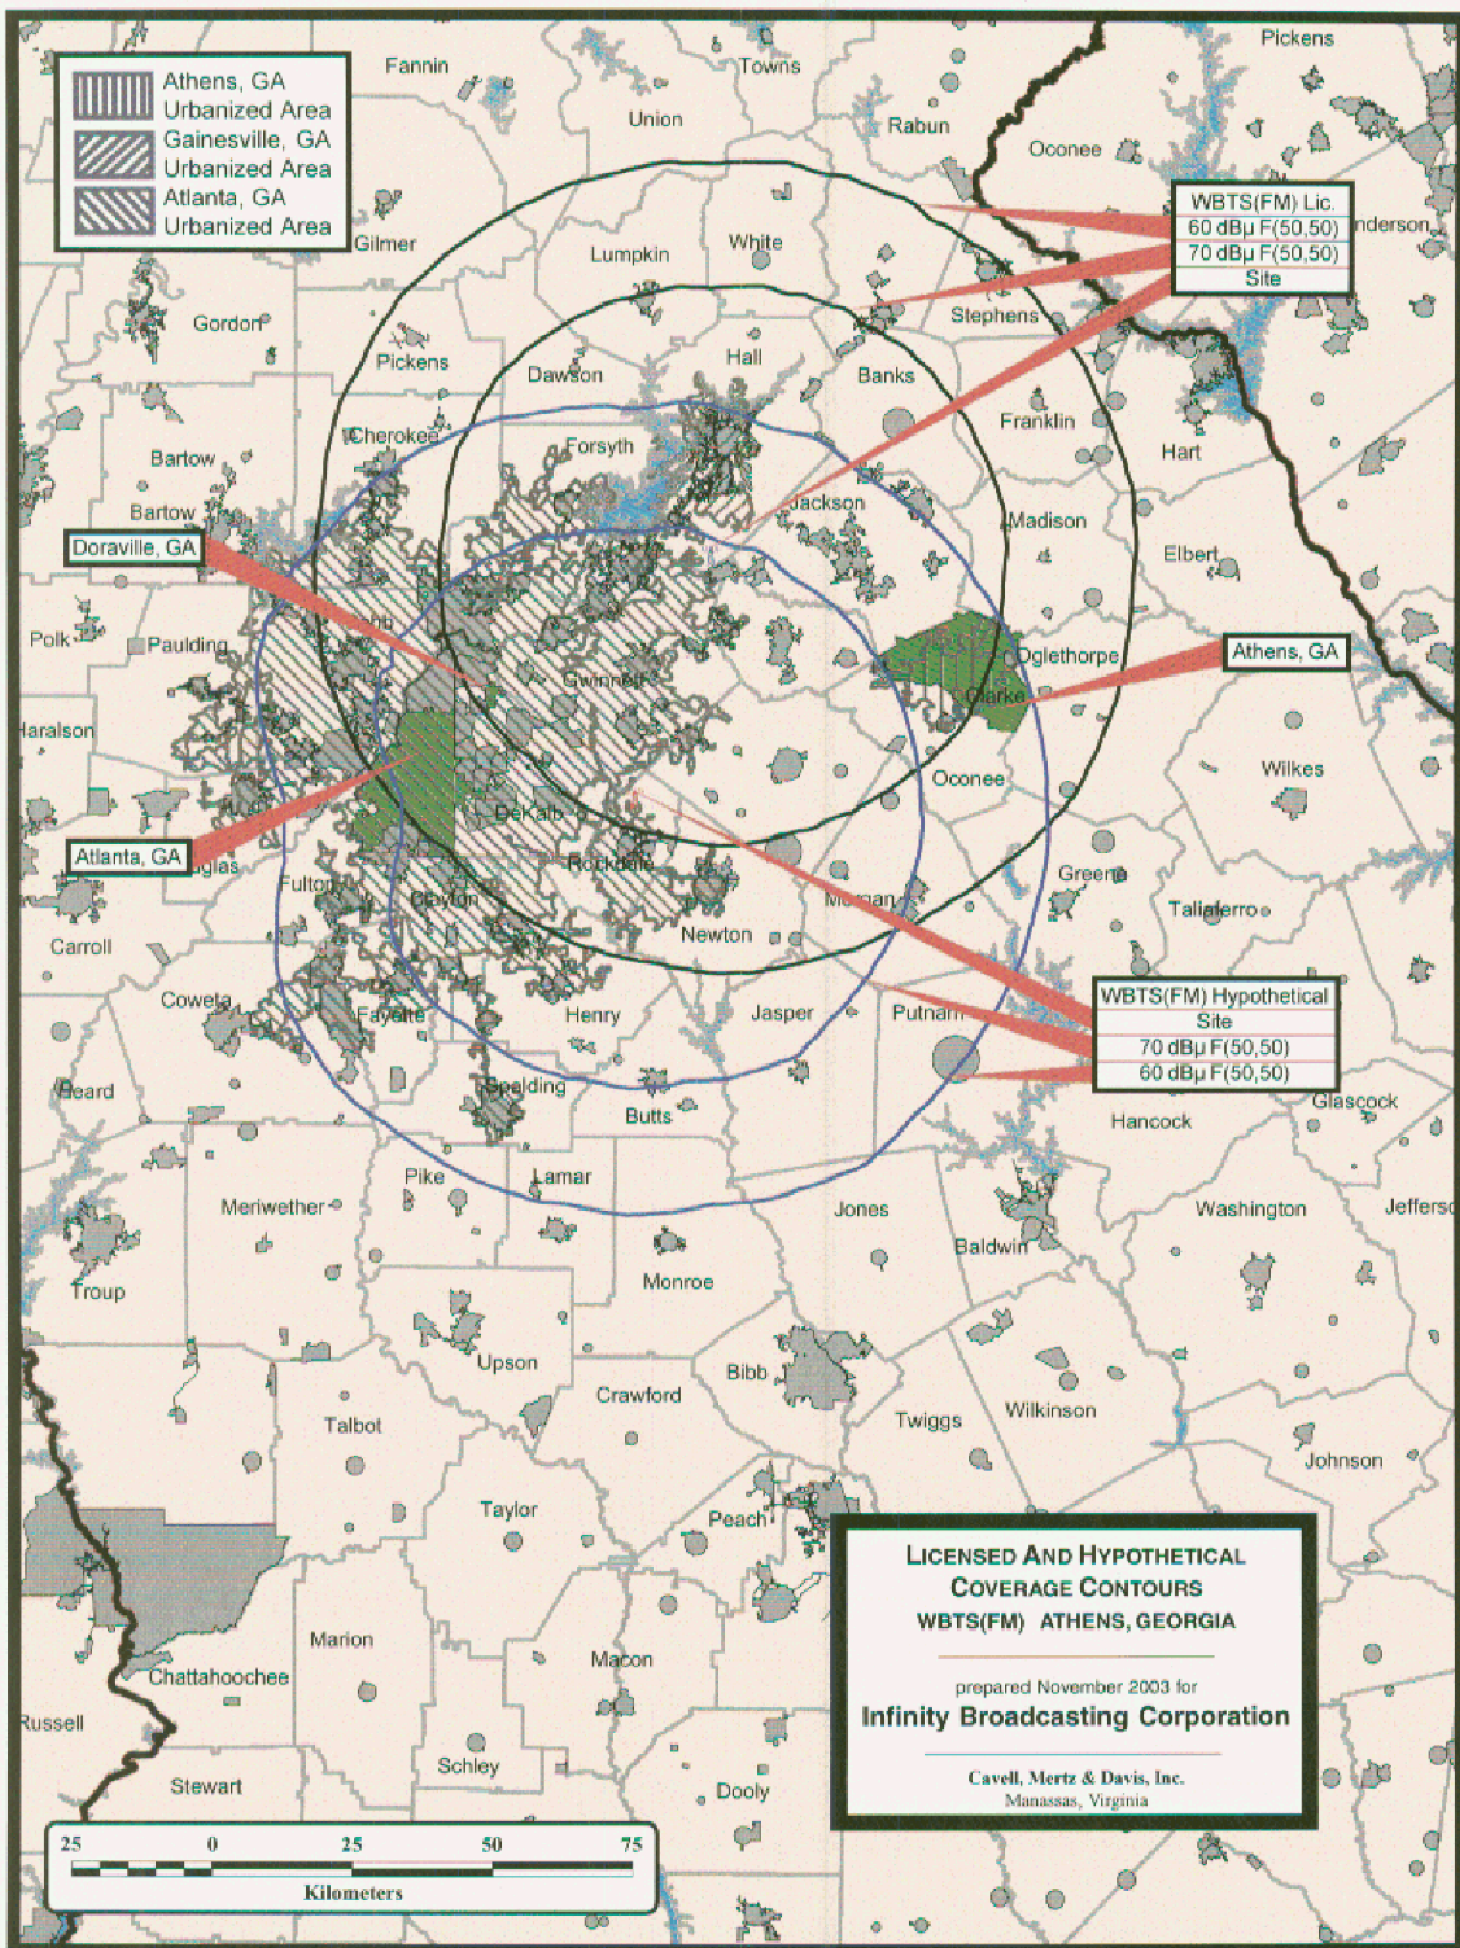 Athens, GA
Urbanized Area
Gainesville, GA
Urbanized Area
Atlanta, GA
Urbanized Area
Fannin
Towns
Pickens
Union
Rabun
Oconee
WBTS(FM) Lic.
60 dBµ F(50,50)
70 dBµ F(50,50)
Site
nderson
Gilmer
Lumpkin
White
Gordon
Stephens
Pickens
Dawson
Hall
Banks
Franklin
Cherokee
Forsyth
Hart
Bartow
Bartow
Jackson
Madison
Doraville, GA
Elbert
Polk
Paulding
bb
Oglethorpe
Athens, GA
Gwinnett
Clarke
Haralson
Oconee
Wilkes
DeKalb
Atlanta, GA
uglas
Rockdale
Fulton
Clayton
Morgan
Greene
Taliaferro
Carroll
Newton
Coweta
Fayette
Henry
Jasper
Putnam
WBTS(FM) Hypothetical
Site
70 dBµ F(50,50)
60 dBµ F(50,50)
Heard
Spalding
Butts
Hancock
Glascock
Pike
Lamar
Meriwether
Jones
Washington
Jefferso
Baldwin
Troup
Monroe
Upson
Bibb
Crawford
Talbot
Twiggs
Wilkinson
Johnson
Taylor
Peach
LICENSED AND HYPOTHETICAL
COVERAGE CONTOURS
WBTS(FM) ATHENS, GEORGIA
prepared November 2003 for
Infinity Broadcasting Corporation
Cavell, Mertz & Davis, Inc.
Manassas, Virginia
Marion
Macon
Chattahoochee
Russell
Schley
Stewart
Dooly
25 0 25 50 75
Kilometers